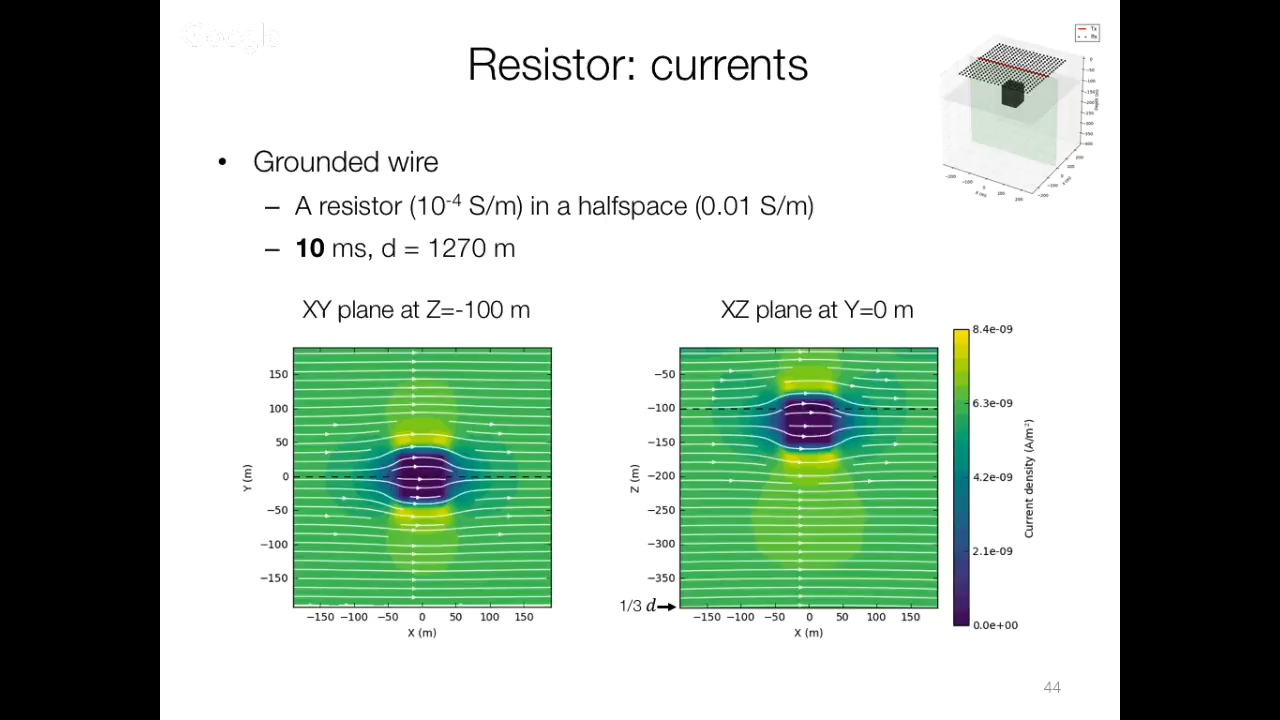 Google
Resistor: currents
Tx
Rx
• Grounded wire
– A resistor (10⁻⁴ S/m) in a halfspace (0.01 S/m)
– 10 ms, d = 1270 m
XY plane at Z=-100 m
XZ plane at Y=0 m
150
100
50
0
−50
−100
−150
Y (m)
−150 −100 −50 0 50 100 150
X (m)
−50
−100
−150
−200
−250
−300
−350
Z (m)
1/3 d
−150 −100 −50 0 50 100 150
X (m)
8.4e-09
6.3e-09
4.2e-09
2.1e-09
0.0e+00
Current density (A/m²)
44